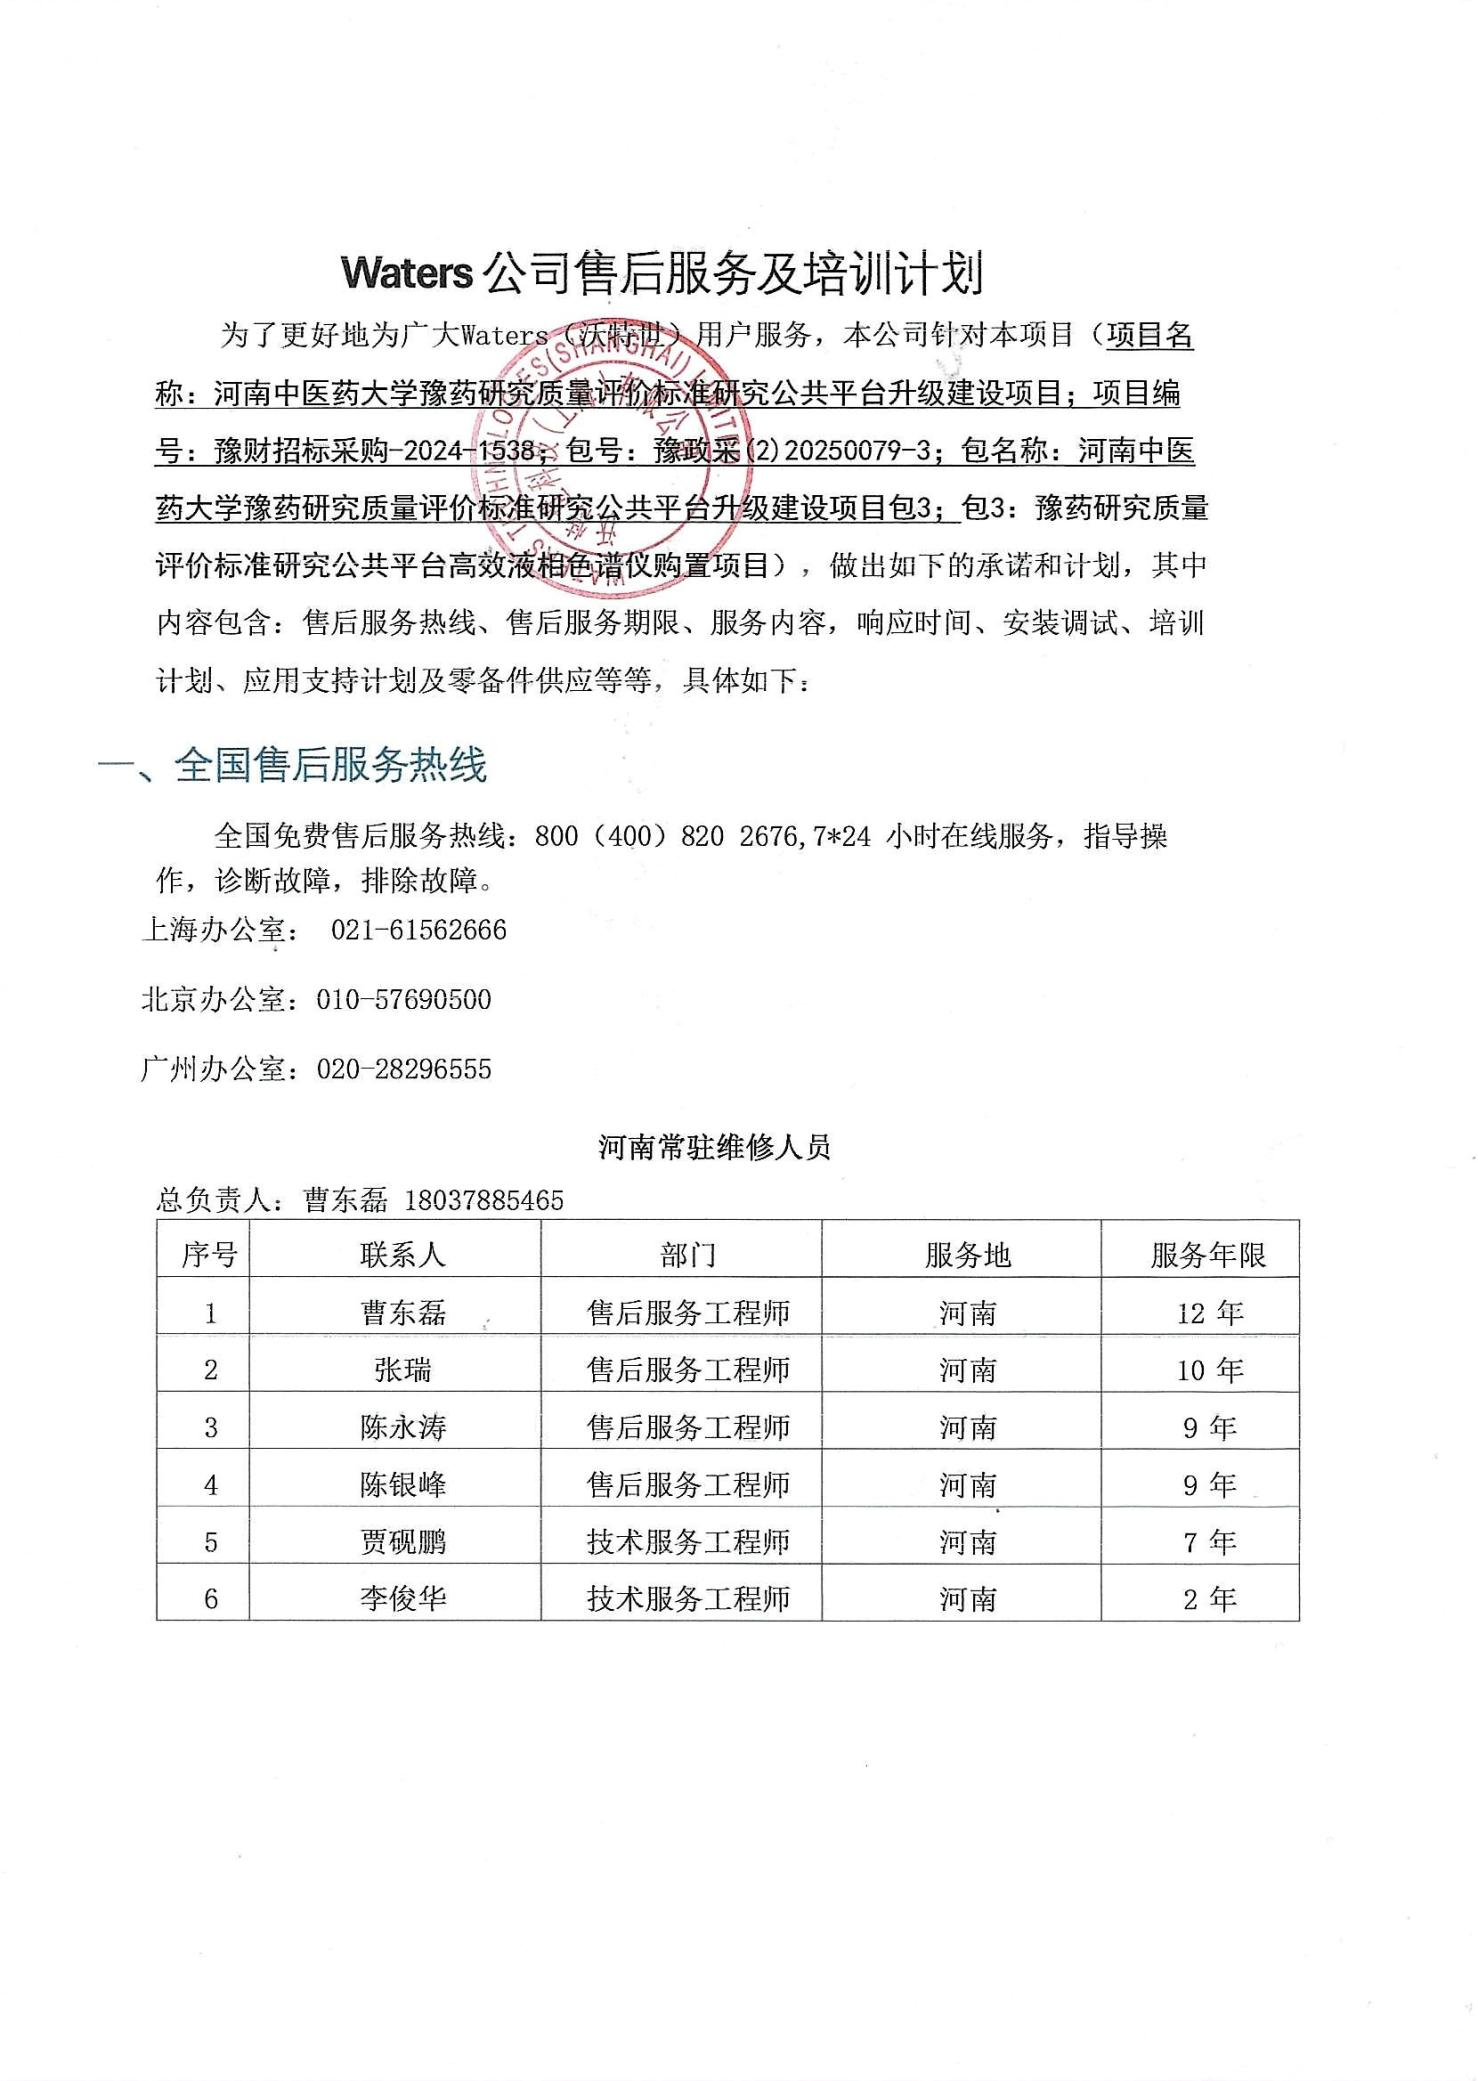 Waters 公司售后服务及培训计划
为了更好地为广大Waters（沃特世）用户服务，本公司针对本项目（项目名
称：河南中医药大学豫药研究质量评价标准研究公共平台升级建设项目；项目编
号：豫财招标采购-2024-1538；包号：豫政采(2)20250079-3；包名称：河南中医
药大学豫药研究质量评价标准研究公共平台升级建设项目包3；包3：豫药研究质量
评价标准研究公共平台高效液相色谱仪购置项目），做出如下的承诺和计划，其中
内容包含：售后服务热线、售后服务期限、服务内容，响应时间、安装调试、培训
计划、应用支持计划及零备件供应等等，具体如下：
WATERS TECHNOLOGIES(SHANGHAI) LIMITED
沃特世科技（上海）有限公司
一、全国售后服务热线
全国免费售后服务热线：800（400）820 2676,7*24 小时在线服务，指导操
作，诊断故障，排除故障。
上海办公室： 021-61562666
北京办公室：010-57690500
广州办公室：020-28296555
河南常驻维修人员
总负责人：曹东磊 18037885465
序号 联系人 部门 服务地 服务年限
1 曹东磊 售后服务工程师 河南 12 年
2 张瑞 售后服务工程师 河南 10 年
3 陈永涛 售后服务工程师 河南 9 年
4 陈银峰 售后服务工程师 河南 9 年
5 贾砚鹏 技术服务工程师 河南 7 年
6 李俊华 技术服务工程师 河南 2 年